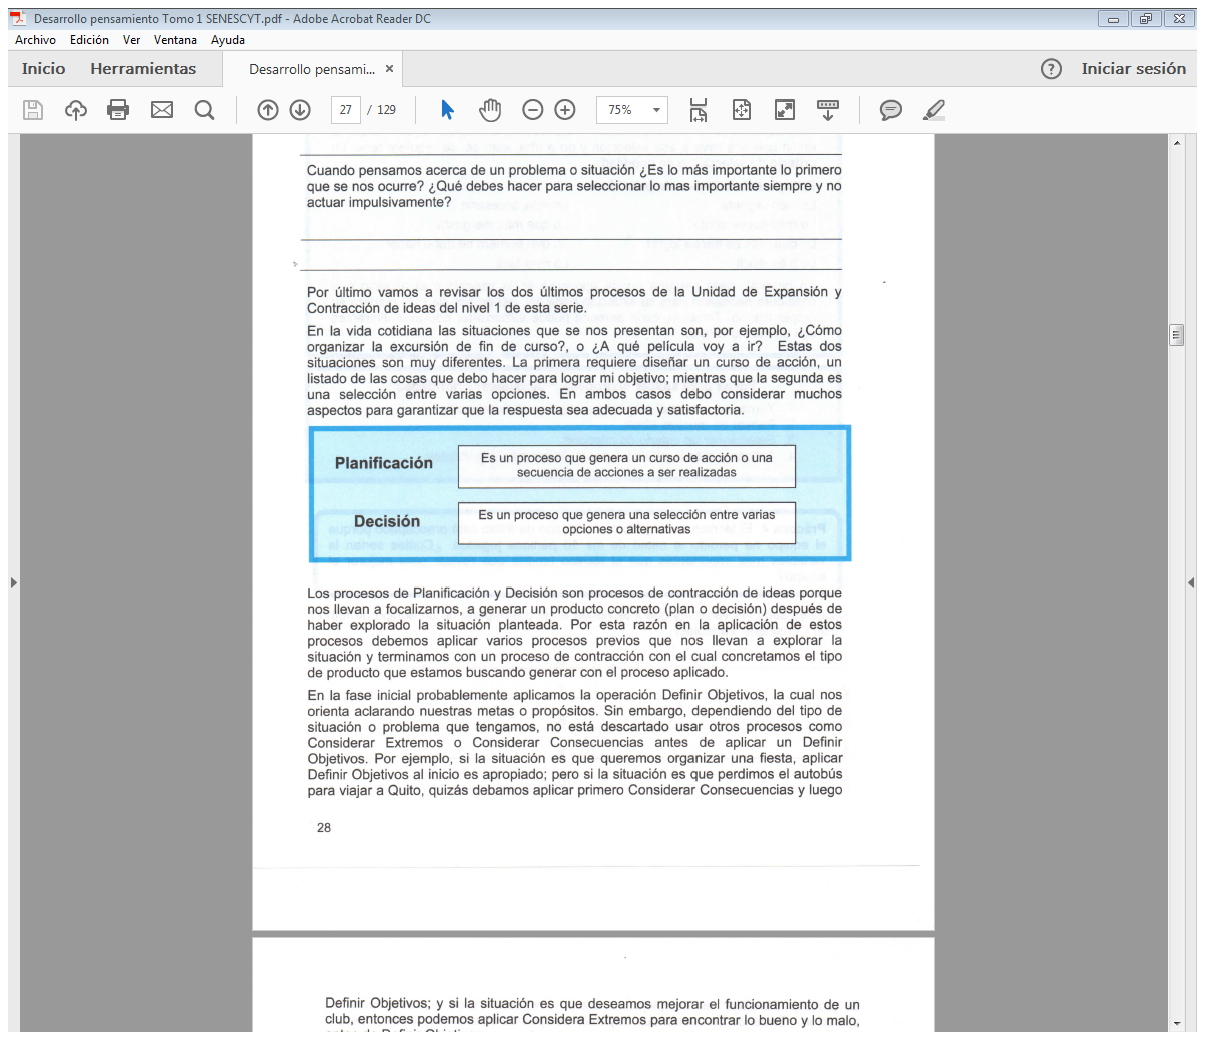 Desarrollo pensamiento Tomo 1 SENESCYT.pdf - Adobe Acrobat Reader DC
Archivo Edición Ver Ventana Ayuda
Inicio Herramientas Desarrollo pensami... × ? Iniciar sesión
27 / 129 75%
Cuando pensamos acerca de un problema o situación ¿Es lo más importante lo primero
que se nos ocurre? ¿Qué debes hacer para seleccionar lo mas importante siempre y no
actuar impulsivamente?
Por último vamos a revisar los dos últimos procesos de la Unidad de Expansión y
Contracción de ideas del nivel 1 de esta serie.
En la vida cotidiana las situaciones que se nos presentan son, por ejemplo, ¿Cómo
organizar la excursión de fin de curso?, o ¿A qué película voy a ir? Estas dos
situaciones son muy diferentes. La primera requiere diseñar un curso de acción, un
listado de las cosas que debo hacer para lograr mi objetivo; mientras que la segunda es
una selección entre varias opciones. En ambos casos debo considerar muchos
aspectos para garantizar que la respuesta sea adecuada y satisfactoria.
Planificación
Es un proceso que genera un curso de acción o una
secuencia de acciones a ser realizadas
Decisión
Es un proceso que genera una selección entre varias
opciones o alternativas
Los procesos de Planificación y Decisión son procesos de contracción de ideas porque
nos llevan a focalizarnos, a generar un producto concreto (plan o decisión) después de
haber explorado la situación planteada. Por esta razón en la aplicación de estos
procesos debemos aplicar varios procesos previos que nos llevan a explorar la
situación y terminamos con un proceso de contracción con el cual concretamos el tipo
de producto que estamos buscando generar con el proceso aplicado.
En la fase inicial probablemente aplicamos la operación Definir Objetivos, la cual nos
orienta aclarando nuestras metas o propósitos. Sin embargo, dependiendo del tipo de
situación o problema que tengamos, no está descartado usar otros procesos como
Considerar Extremos o Considerar Consecuencias antes de aplicar un Definir
Objetivos. Por ejemplo, si la situación es que queremos organizar una fiesta, aplicar
Definir Objetivos al inicio es apropiado; pero si la situación es que perdimos el autobús
para viajar a Quito, quizás debamos aplicar primero Considerar Consecuencias y luego
28
Definir Objetivos; y si la situación es que deseamos mejorar el funcionamiento de un
club, entonces podemos aplicar Considera Extremos para encontrar lo bueno y lo malo,